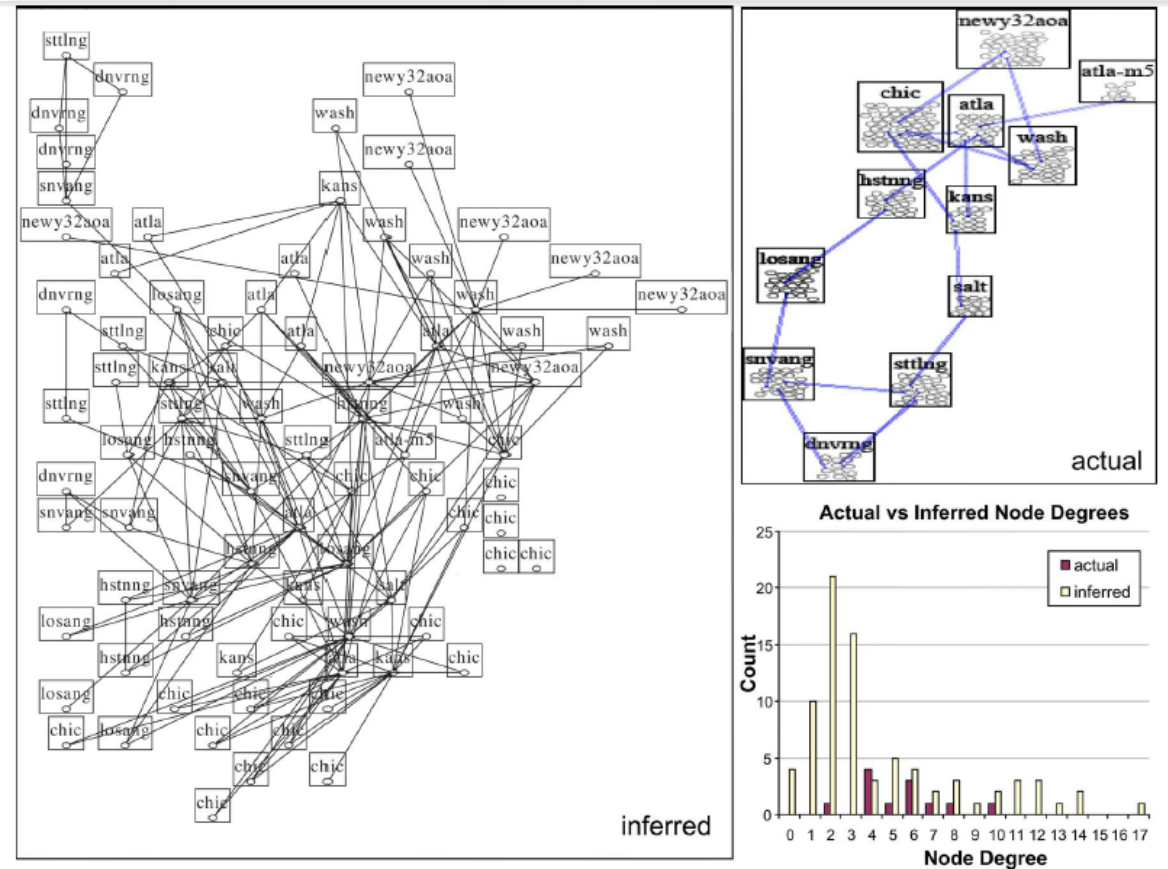 sttlng
dnvrng newy32aoa
dnvrng wash
dnvrng newy32aoa
snvang kans
newy32aoa atla wash newy32aoa
atla atla wash newy32aoa
dnvrng losang atla wash newy32aoa
sttlng chic atla atla wash wash
sttlng kans salt newy32aoa newy32aoa
sttlng sttlng wash hstnng wash
losang hstnng sttlng atla-m5 chic
dnvrng snvang chic chic chic
snvang snvang atla chic chic
hstnng losang chic chic
hstnng snvang kans salt
losang hstnng chic wash chic
hstnng kans atla kans chic
losang chic chic chic
chic losang chic chic
chic chic
chic
inferred
newy32aoa
atla-m5
chic atla
wash
hstnng kans
losang
salt
snvang sttlng
dnvrng
actual
Actual vs Inferred Node Degrees
25
20
15
10
5
0
Count
actual
inferred
0 1 2 3 4 5 6 7 8 9 10 11 12 13 14 15 16 17
Node Degree